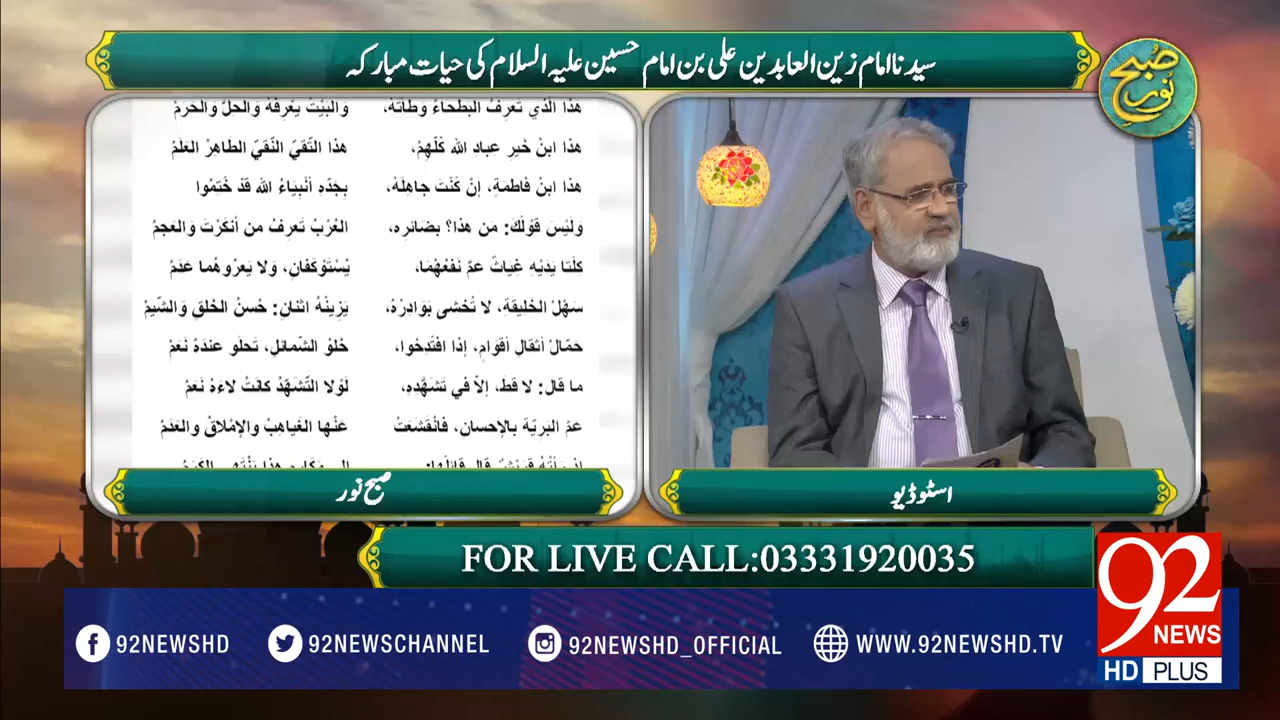 سیدنا امام زین العابدین علی بن امام حسین علیہ السلام کی حیات مبارکہ
صبح نور
هذا الذي تعرف البطحاء وطأته، والبيت يعرفه والحل والحرم
هذا ابن خير عباد الله كلهم، هذا التقي النقي الطاهر العلم
هذا ابن فاطمة، إن كنت جاهله، بجده أنبياء الله قد ختموا
وليس قولك: من هذا؟ بضائره، العرب تعرف من أنكرت والعجم
كلتا يديه غياث عم نفعهما، يستوكفان، ولا يعروهما عدم
سهل الخليقة، لا تخشى بوادره، يزينه اثنان: حسن الخلق والشيم
حمال أثقال أقوام، إذا افتدحوا، حلو الشمائل، تحلو عنده نعم
ما قال: لا قط، إلا في تشهده، لولا التشهد كانت لاءه نعم
عم البرية بالإحسان، فانقشعت عنها الغياهب والإملاق والعدم
صبح نور
اسٹوڈیو
FOR LIVE CALL:03331920035
92NEWSHD
92NEWSCHANNEL
92NEWSHD_OFFICIAL
WWW.92NEWSHD.TV
92
NEWS
HD PLUS